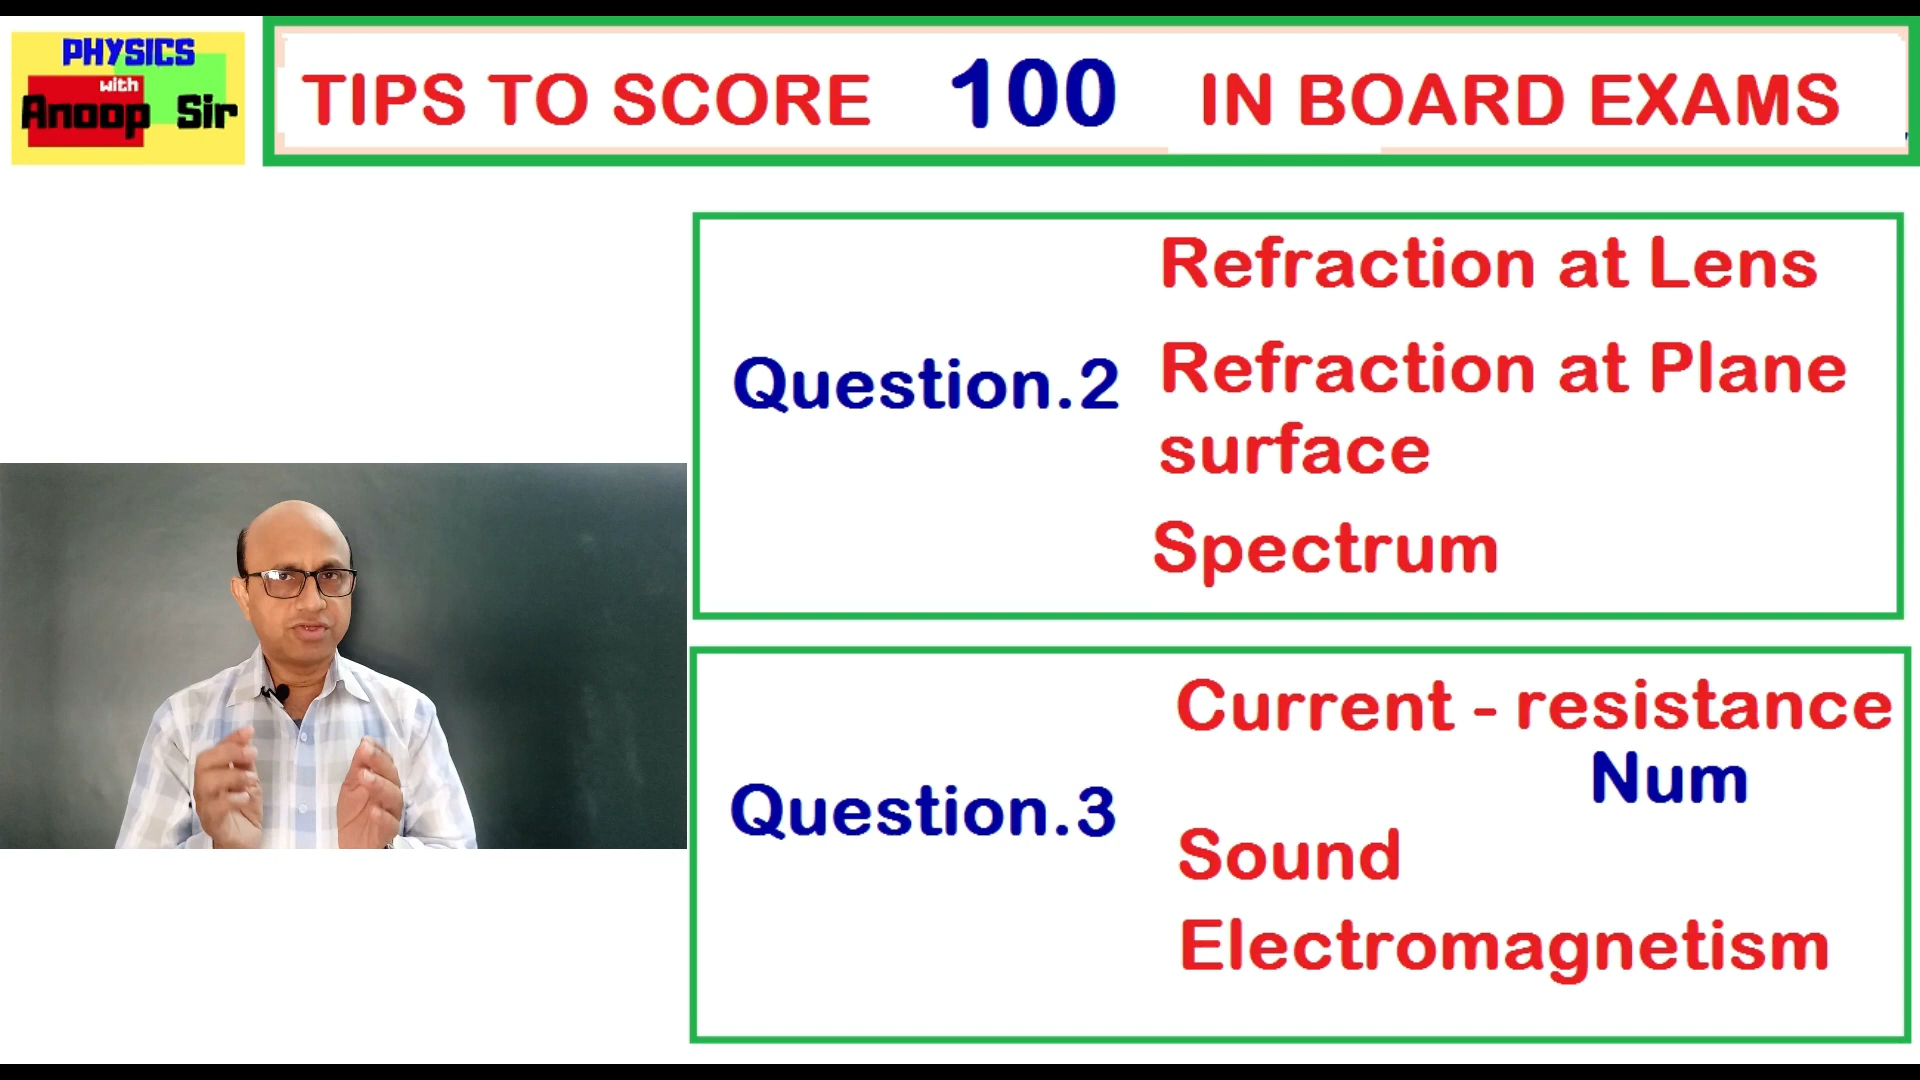 PHYSICS
with
Anoop Sir
TIPS TO SCORE 100 IN BOARD EXAMS
Question.2
Refraction at Lens
Refraction at Plane
surface
Spectrum
Question.3
Current - resistance
Num
Sound
Electromagnetism